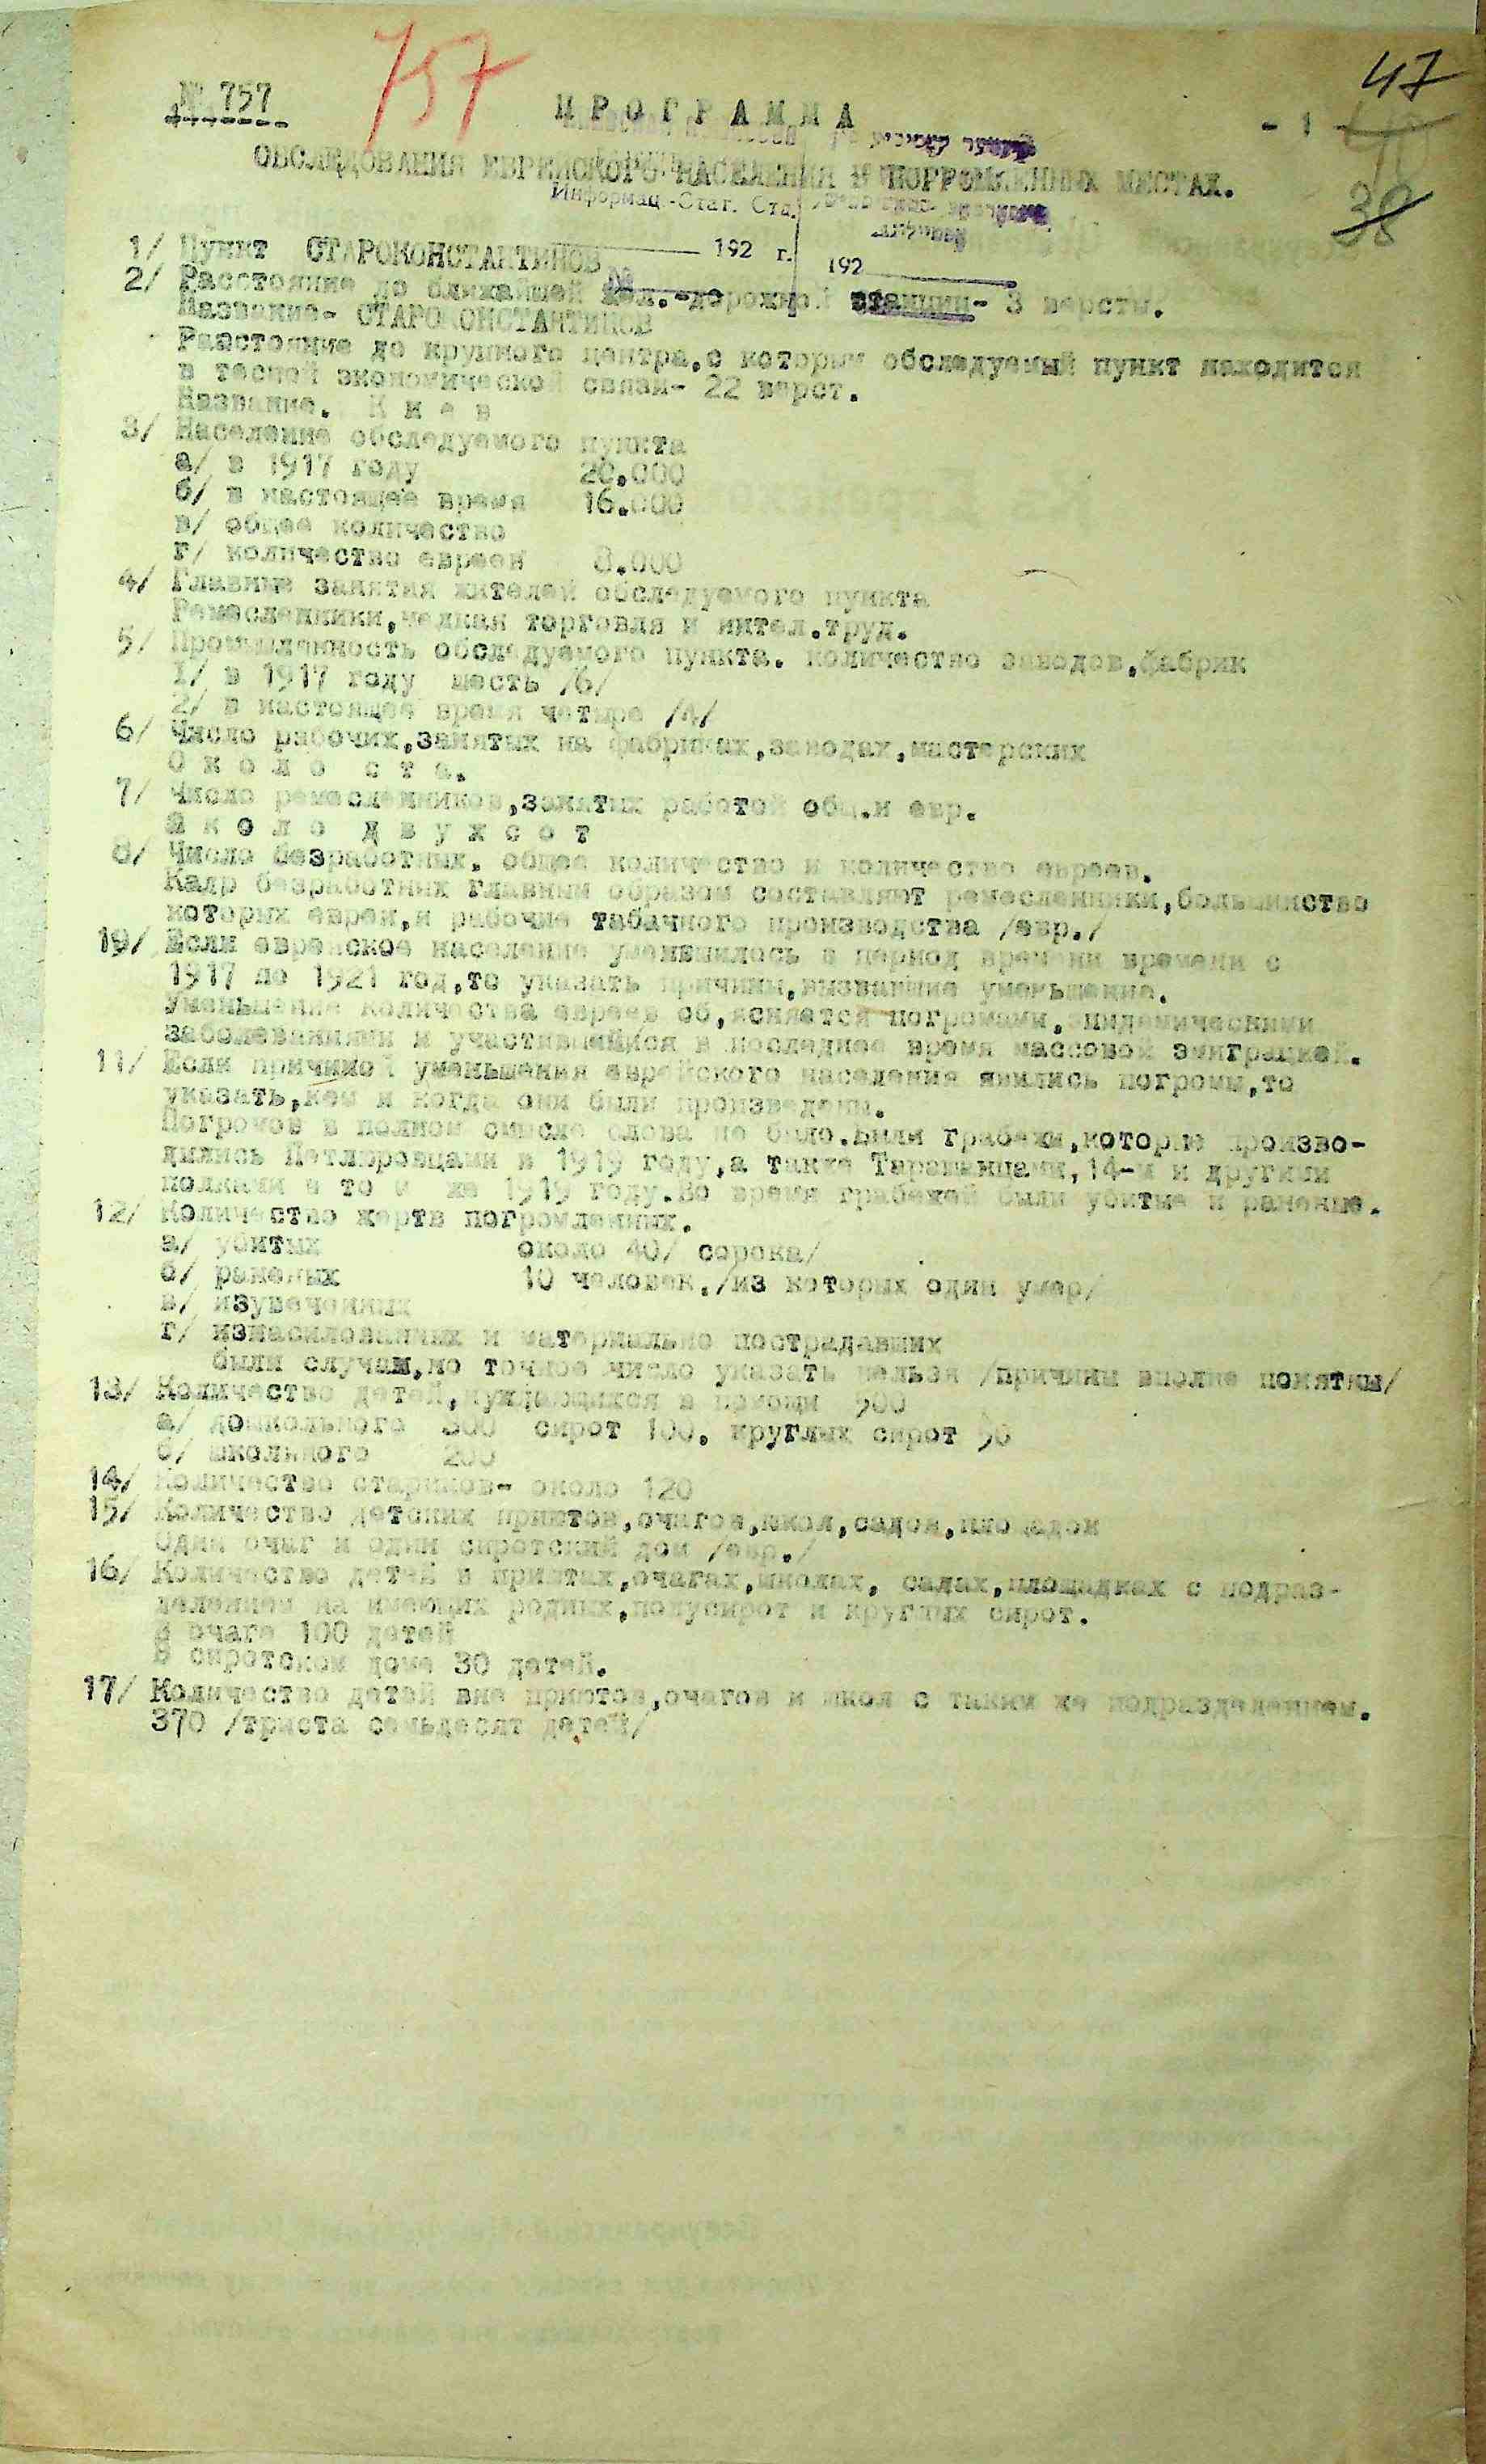 47
№ 757
757
ПРОГРАММА
- 1 -
ОБСЛЕДОВАНИЯ ЕВРЕЙСКОГО НАСЕЛЕНИЯ В ПОГРОМЛЕННЫХ МЕСТАХ.
Информац.-Стат.
38
1/ Пункт СТАРОКОНСТАНТИНОВ
192 г.
192
2/ Расстояние до ближайшей жел.-дорожной станции- 3 версты.
Название- СТАРОКОНСТАНТИНОВ
Расстояние до крупного центра,с которым обследуемый пункт находится
в тесной экономической связи- 22 верст.
Название. К и е в
3/ Население обследуемого пункта
а/ в 1917 году 20.000
б/ в настоящее время 16.000
в/ общее количество
г/ количество евреев 8.000
4/ Главные занятия жителей обследуемого пункта
Ремесленники,мелкая торговля и интел.труд.
5/ Промышленность обследуемого пункта. количество заводов,фабрик
1/ в 1917 году шесть /6/
2/ в настоящее время четыре /4/
6/ Число рабочих,занятых на фабриках,заводах,мастерских
О к о л о с т а.
7/ Число ремесленников,занятых работой общ.и евр.
О к о л о д в у х с о т
8/ Число безработных. общее количество и количество евреев.
Кадр безработных главным образом составляют ремесленники,большинство
которых евреи,и рабочие табачного производства /евр./
19/ Если еврейское население уменьшилось в период времени времени с
1917 по 1921 год,то указать причины,вызвавшие уменьшение.
Уменьшение количества евреев об,ясняется погромами,эпидемическими
заболеваниями и участившейся в последнее время массовой эмиграцией.
11/ Если причиной уменьшения еврейского населения явились погромы,то
указать,кем и когда они были произведены.
Погромов в полном смысле слова не было.Были грабежи,которые произво-
дились Петлюровцами в 1919 году,а также Таращанцами,14-м и другими
полками в то м же 1919 году.Во время грабежей были убитые и раненые.
12/ Количество жертв погромленных.
а/ убитых около 40/ сорока/
б/ раненых 10 человек./из которых один умер/
в/ изувеченных
г/ изнасилованных и материально пострадавших
были случаи,но точное число указать нельзя /причины вполне понятны/
13/ Количество детей,нуждающихся в помощи 500
а/ дошкольного 300 сирот 100, круглых сирот 50
б/ школьного 200
14/ Количество стариков- около 120
15/ Количество детских приютов,очагов,школ,садов,площадок
Один очаг и один сиротский дом /евр./
16/ Количество детей в приютах,очагах,школах, садах,площадках с подраз-
делением на имеющих родных,полусирот и круглых сирот.
В очаге 100 детей
В сиротском доме 30 детей.
17/ Количество детей вне приютов,очагов и школ с таким же подразделением.
370 /триста семьдесят детей/